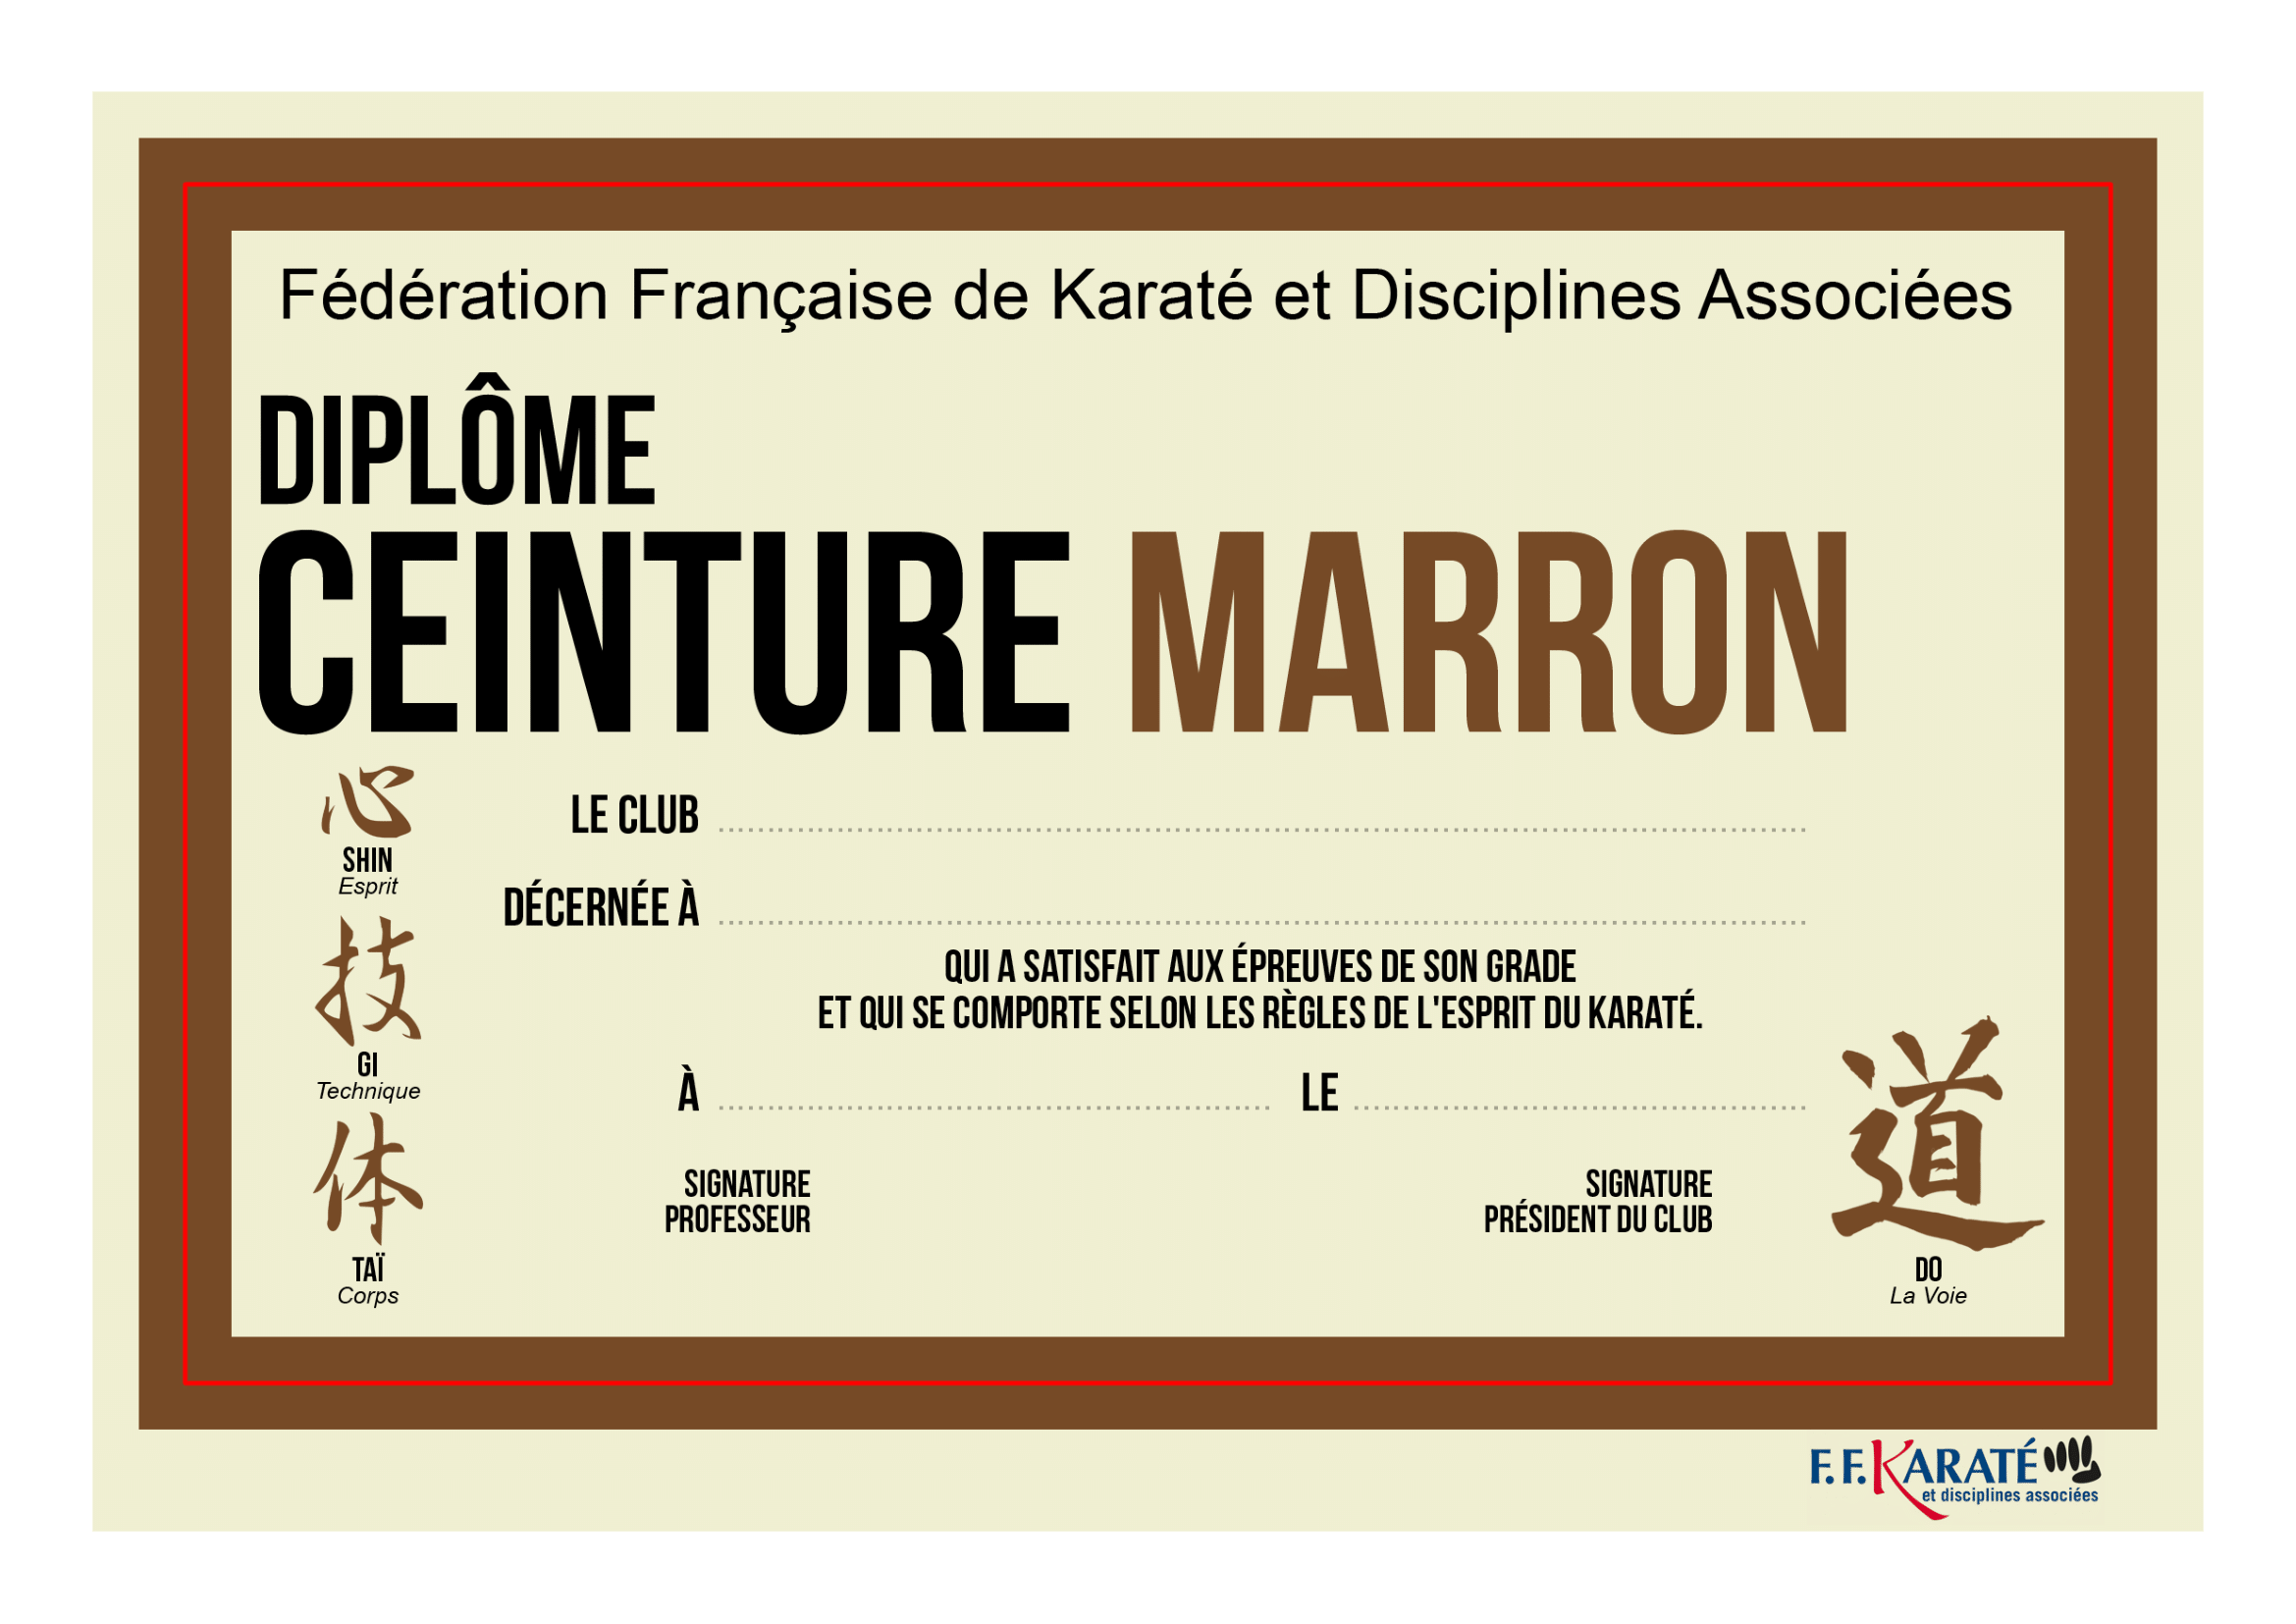 Fédération Française de Karaté et Disciplines Associées
DIPLÔME
CEINTURE MARRON
心
SHIN
Esprit
技
GI
Technique
体
TAÏ
Corps
LE CLUB
DÉCERNÉE À
QUI A SATISFAIT AUX ÉPREUVES DE SON GRADE
ET QUI SE COMPORTE SELON LES RÈGLES DE L'ESPRIT DU KARATÉ.
À LE
SIGNATURE
PROFESSEUR
SIGNATURE
PRÉSIDENT DU CLUB
道
DO
La Voie
F.F.KARATÉ
et disciplines associées